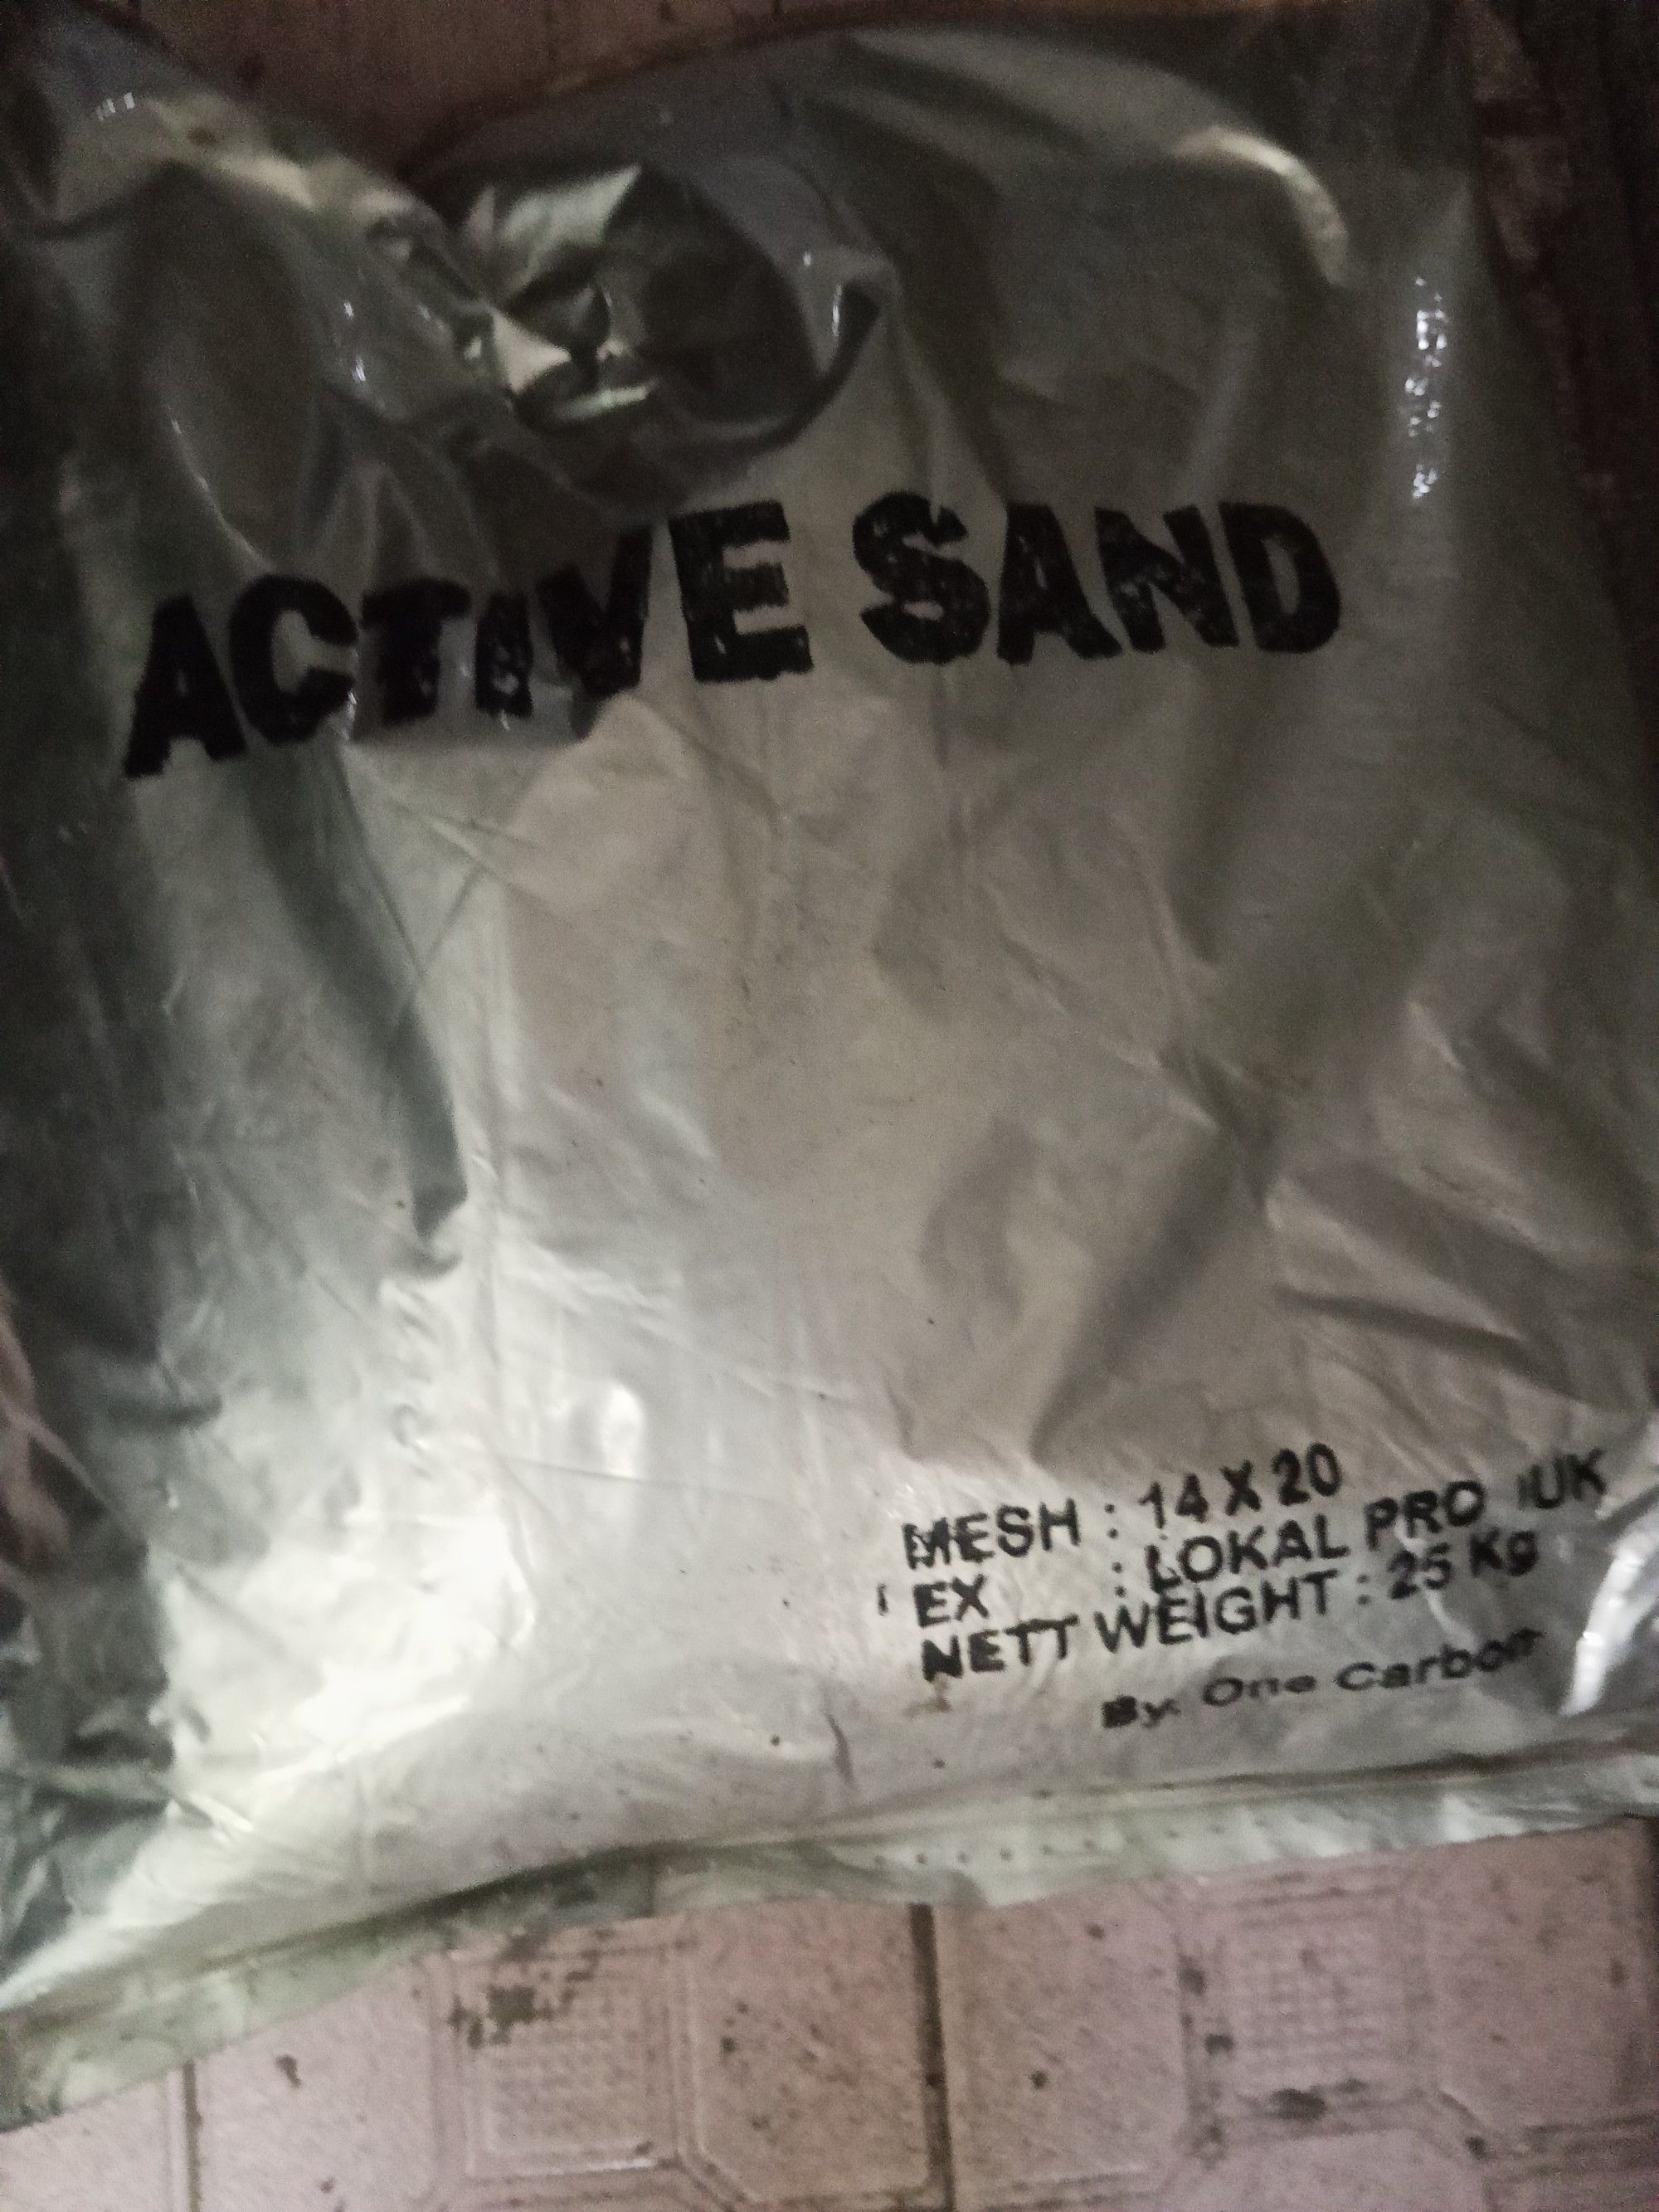 ACTIVE SAND
MESH : 14 X 20
EX : LOKAL PRO UK
NETT WEIGHT : 25 Kg
By. One Carbon